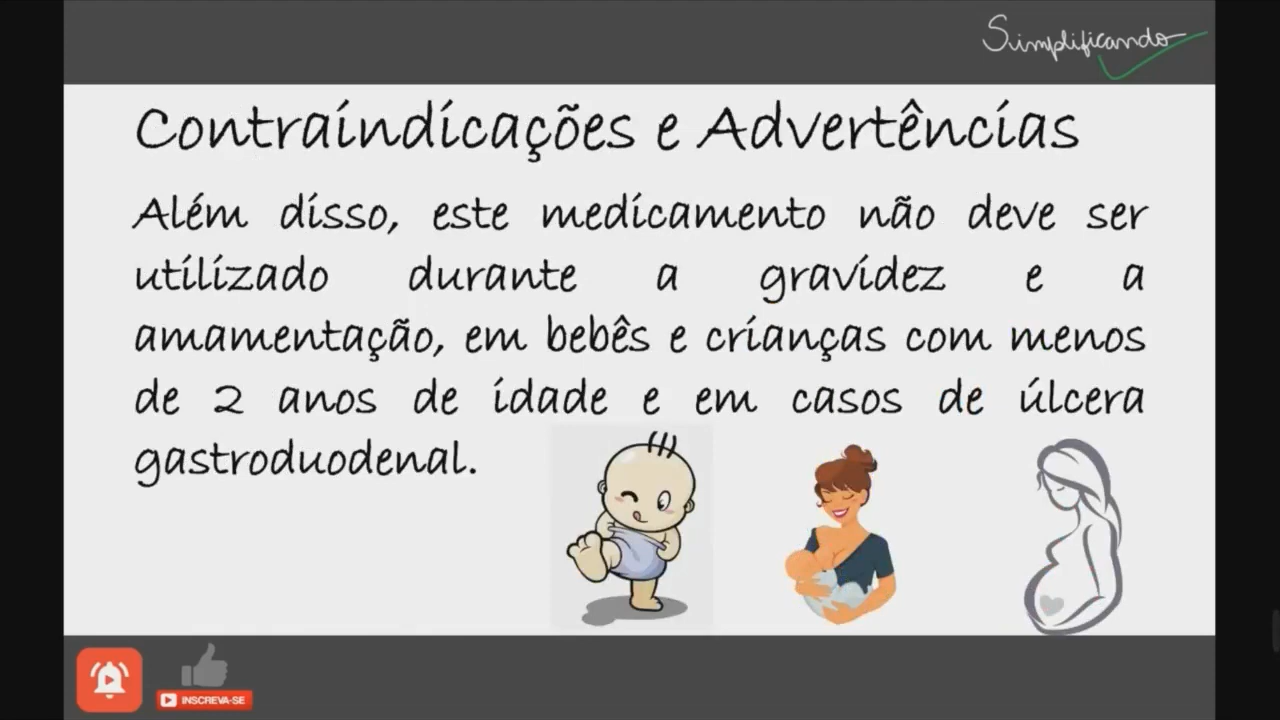 Simplificando
Contraindicações e Advertências
Além disso, este medicamento não deve ser
utilizado durante a gravidez e a
amamentação, em bebês e crianças com menos
de 2 anos de idade e em casos de úlcera
gastroduodenal.
INSCREVA-SE